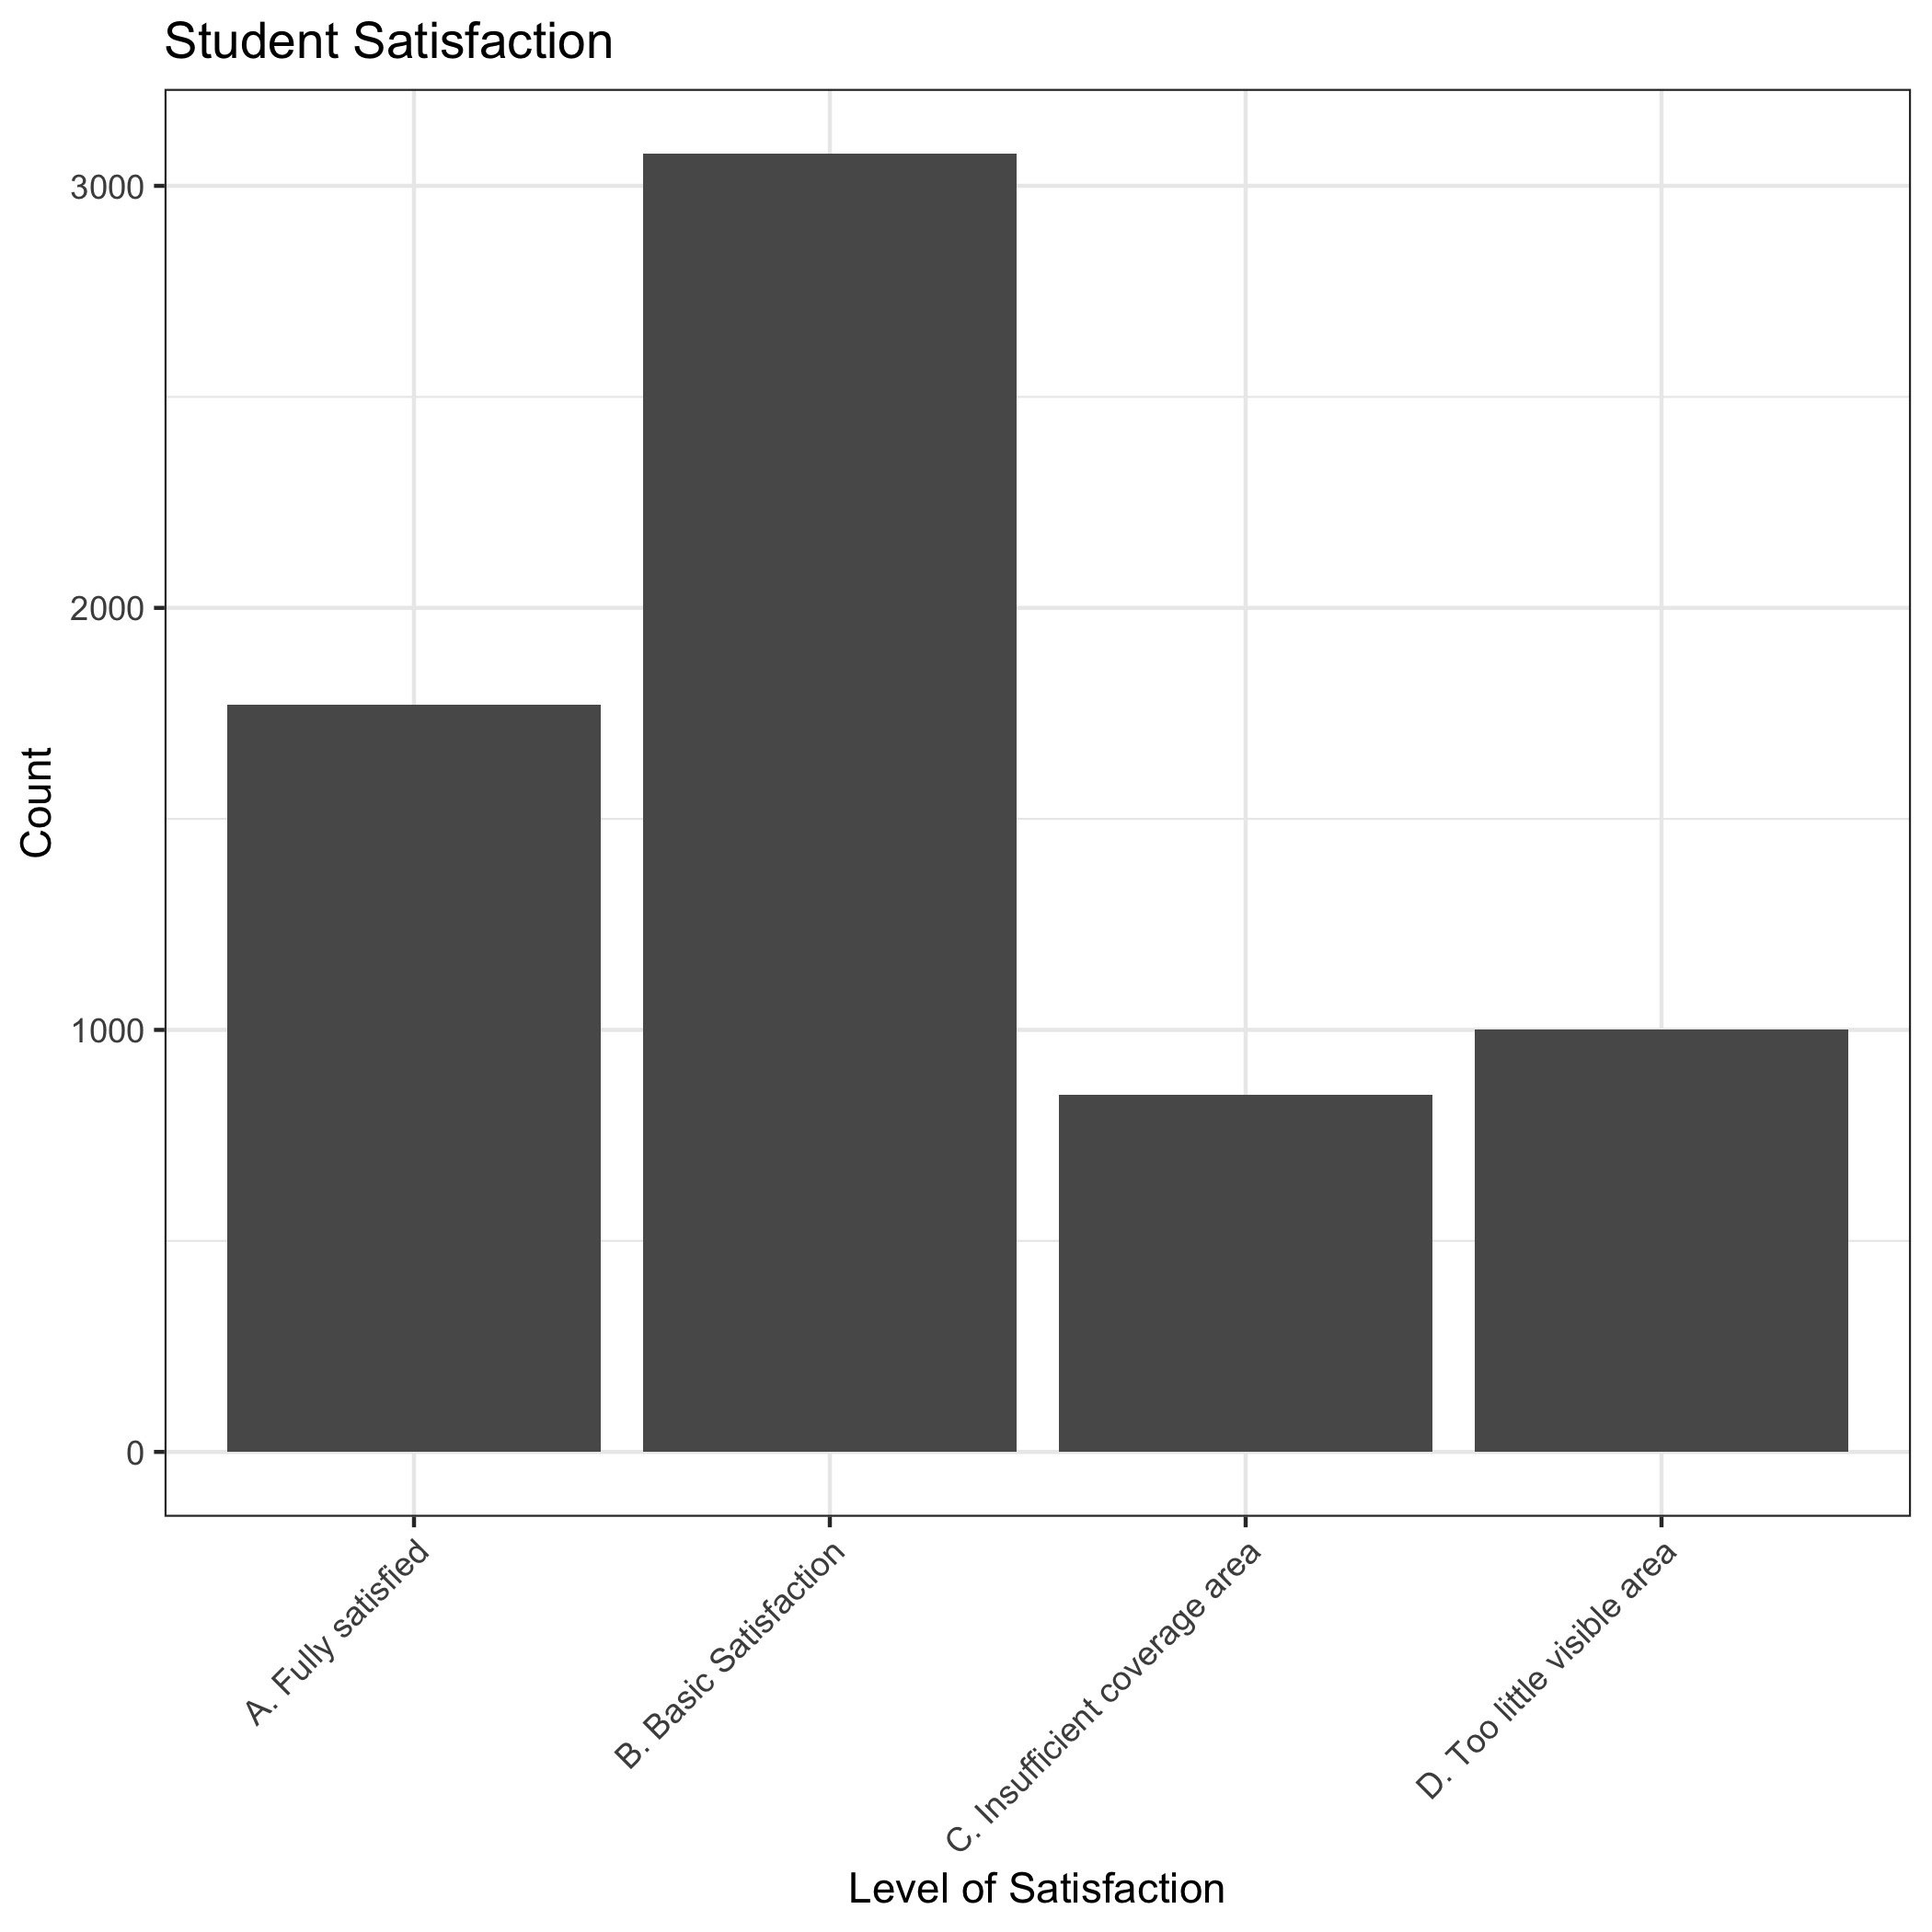 Student Satisfaction
Count
3000
2000
1000
0
A. Fully satisfied
B. Basic Satisfaction
C. Insufficient coverage area
D. Too little visible area
Level of Satisfaction